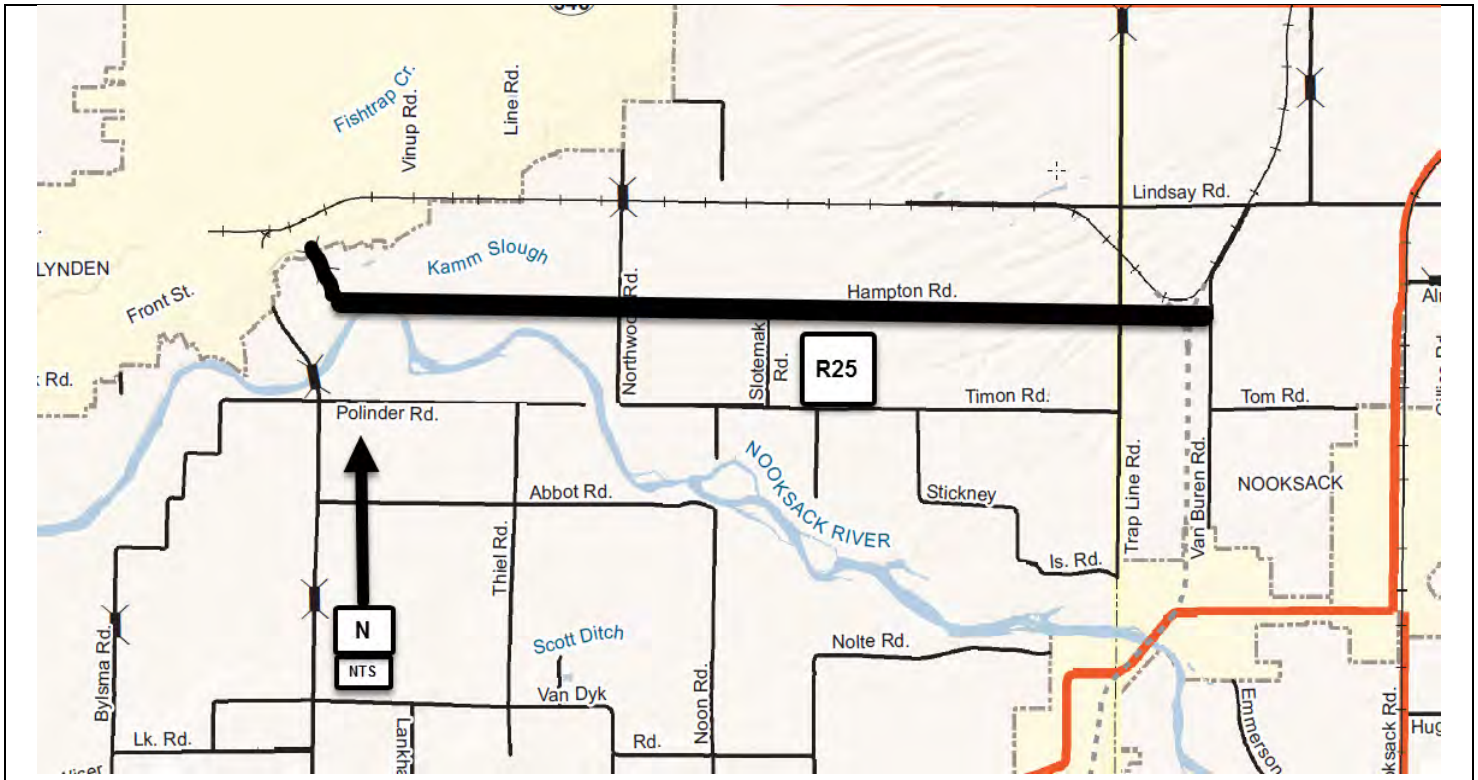 Fishtrap Cr.
Vinup Rd.
Line Rd.
Lindsay Rd.
LYNDEN
Kamm Slough
Front St.
Hampton Rd.
Slotemak
Rd.
R25
Rd.
Polinder Rd.
Timon Rd.
Tom Rd.
Abbot Rd.
NOOKSACK RIVER
Stickney
Trap Line Rd.
Van Buren Rd.
NOOKSACK
Thiel Rd.
Is. Rd.
N
NTS
Scott Ditch
Nolte Rd.
Bylsma Rd.
Van Dyk
Noon Rd.
Emmerson
Lk. Rd.
Rd.